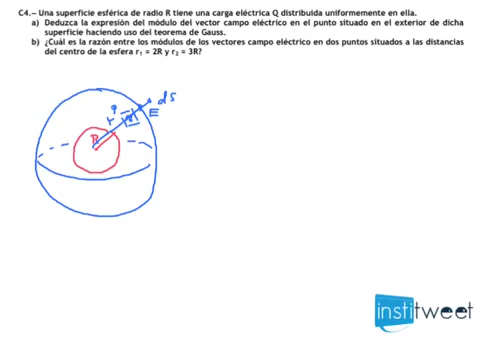 C4.- Una superficie esférica de radio R tiene una carga eléctrica Q distribuida uniformemente en ella.
a) Deduzca la expresión del módulo del vector campo eléctrico en el punto situado en el exterior de dicha
superficie haciendo uso del teorema de Gauss.
b) ¿Cuál es la razón entre los módulos de los vectores campo eléctrico en dos puntos situados a las distancias
del centro de la esfera r₁ = 2R y r₂ = 3R?
ds
E
r
R
institweet